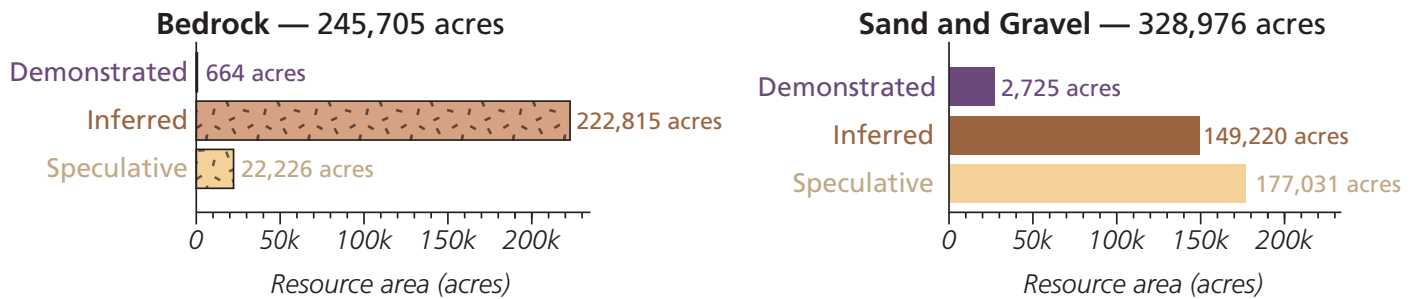 Bedrock — 245,705 acres
Demonstrated 664 acres
Inferred 222,815 acres
Speculative 22,226 acres
0 50k 100k 150k 200k
Resource area (acres)
Sand and Gravel — 328,976 acres
Demonstrated 2,725 acres
Inferred 149,220 acres
Speculative 177,031 acres
0 50k 100k 150k 200k
Resource area (acres)